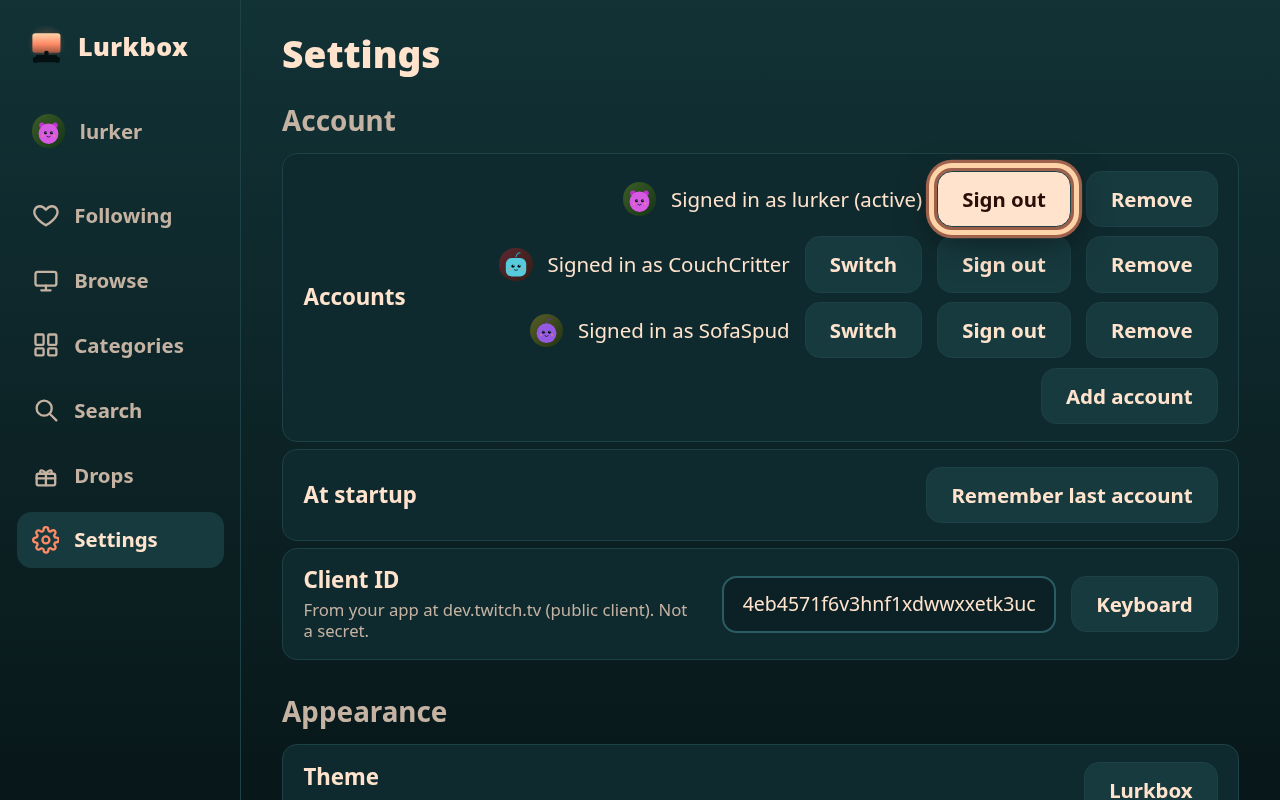 Lurkbox
lurker
Following
Browse
Categories
Search
Drops
Settings
Settings
Account
Accounts
Signed in as lurker (active) Sign out Remove
Signed in as CouchCritter Switch Sign out Remove
Signed in as SofaSpud Switch Sign out Remove
Add account
At startup Remember last account
Client ID
From your app at dev.twitch.tv (public client). Not
a secret.
4eb4571f6v3hnf1xdwwxxetk3uc Keyboard
Appearance
Theme
Lurkbox